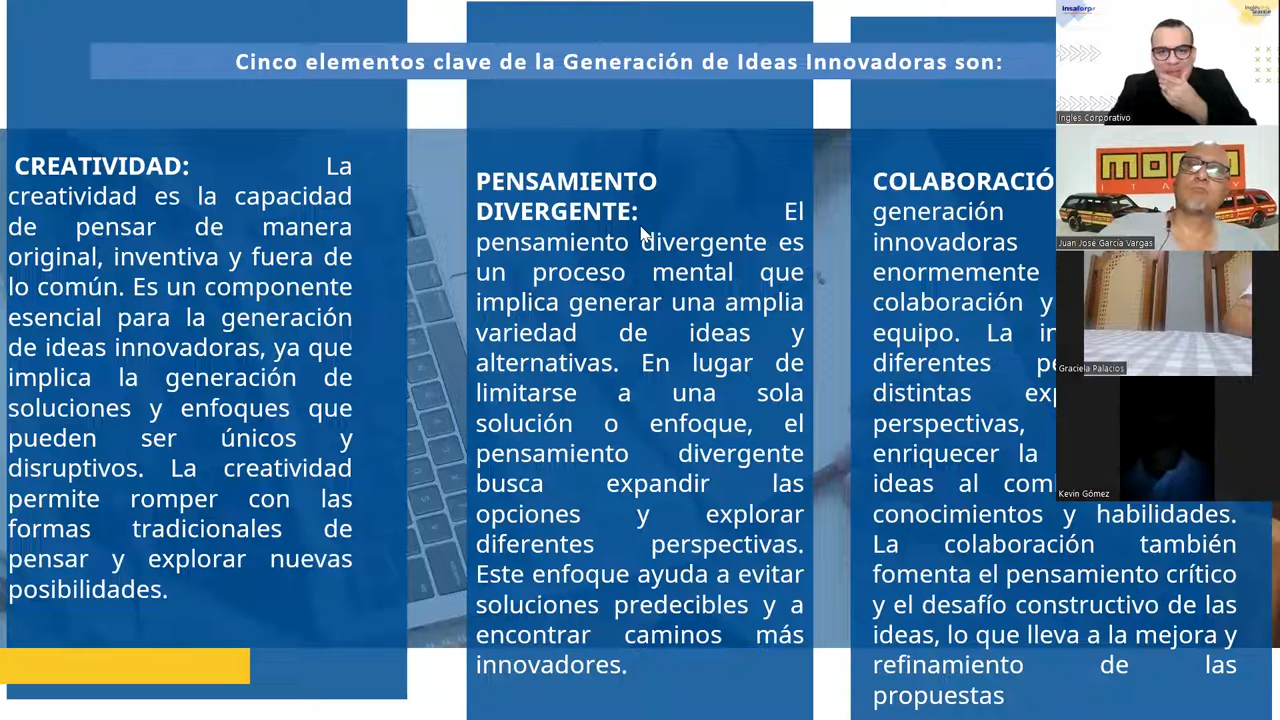 Cinco elementos clave de la Generación de Ideas Innovadoras son:
CREATIVIDAD: La
creatividad es la capacidad
de pensar de manera
original, inventiva y fuera de
lo común. Es un componente
esencial para la generación
de ideas innovadoras, ya que
implica la generación de
soluciones y enfoques que
pueden ser únicos y
disruptivos. La creatividad
permite romper con las
formas tradicionales de
pensar y explorar nuevas
posibilidades.
PENSAMIENTO
DIVERGENTE: El
pensamiento divergente es
un proceso mental que
implica generar una amplia
variedad de ideas y
alternativas. En lugar de
limitarse a una sola
solución o enfoque, el
pensamiento divergente
busca expandir las
opciones y explorar
diferentes perspectivas.
Este enfoque ayuda a evitar
soluciones predecibles y a
encontrar caminos más
innovadores.
COLABORACIÓ
generación
innovadoras
enormemente
colaboración y
equipo. La
diferentes
distintas
perspectivas,
enriquecer la
ideas al
conocimientos y habilidades.
La colaboración también
fomenta el pensamiento crítico
y el desafío constructivo de las
ideas, lo que lleva a la mejora y
refinamiento de las
propuestas
insaforp
Ingles Corporativo
MOMO
ITALY
Juan José García Vargas
Graciela Palacios
Kevin Gómez